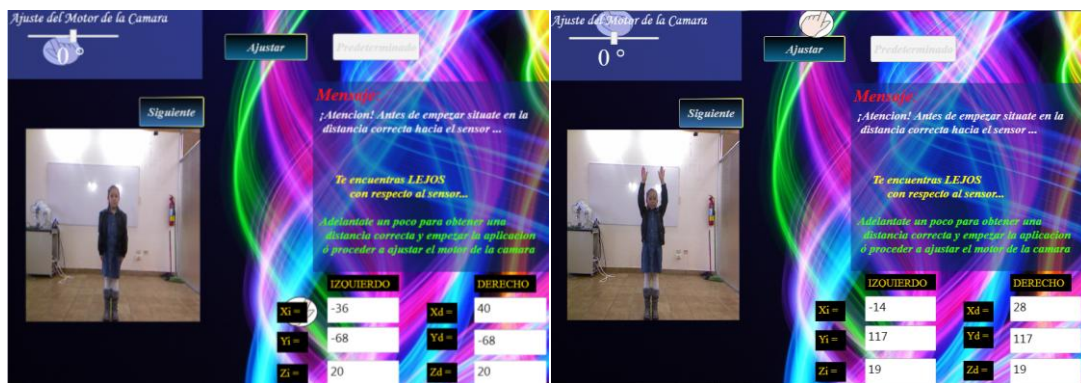 Ajuste del Motor de la Camara
0 °
Ajustar
Predeterminado
Siguiente
Mensaje
¡Atencion! Antes de empezar situate en la
distancia correcta hacia el sensor ...
Te encuentras LEJOS
con respecto al sensor...
Adelantate un poco para obtener una
distancia correcta y empezar la aplicacion
ó proceder a ajustar el motor de la camara
IZQUIERDO DERECHO
Xi = -36 Xd = 40
Yi = -68 Yd = -68
Zi = 20 Zd = 20
Ajuste del Motor de la Camara
0 °
Ajustar
Predeterminado
Siguiente
Mensaje
¡Atencion! Antes de empezar situate en la
distancia correcta hacia el sensor ...
Te encuentras LEJOS
con respecto al sensor...
Adelantate un poco para obtener una
distancia correcta y empezar la aplicacion
ó proceder a ajustar el motor de la camara
IZQUIERDO DERECHO
Xi = -14 Xd = 28
Yi = 117 Yd = 117
Zi = 19 Zd = 19